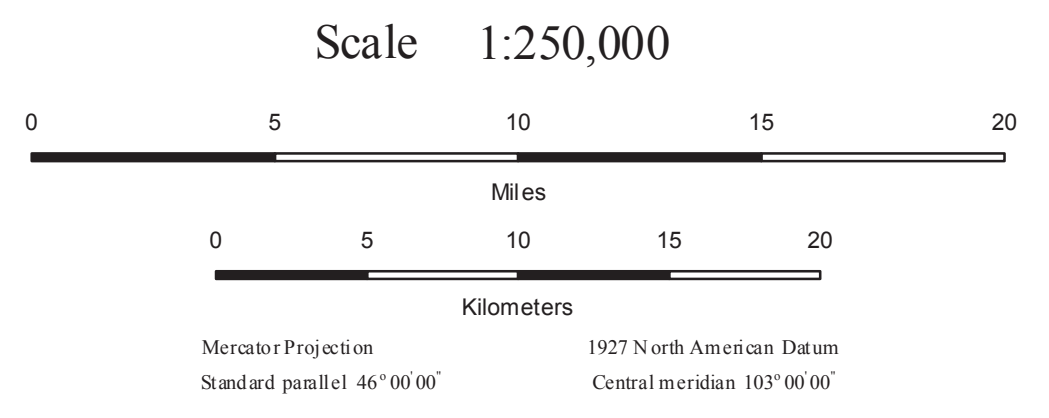 Scale 1:250,000
0 5 10 15 20
Miles
0 5 10 15 20
Kilometers
Mercator Projection 1927 North American Datum
Standard parallel 46° 00' 00" Central meridian 103° 00' 00"